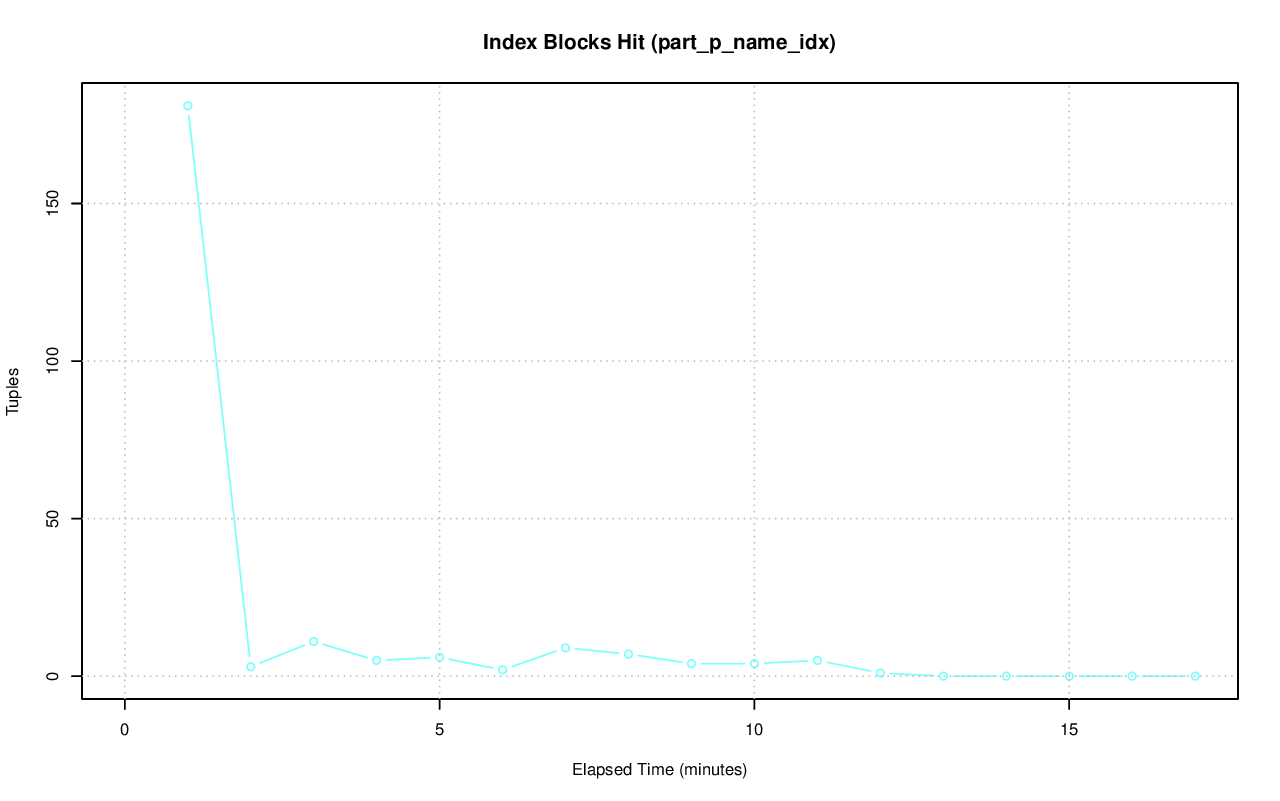 Index Blocks Hit (part_p_name_idx)
150
100
50
0
Tuples
0 5 10 15
Elapsed Time (minutes)